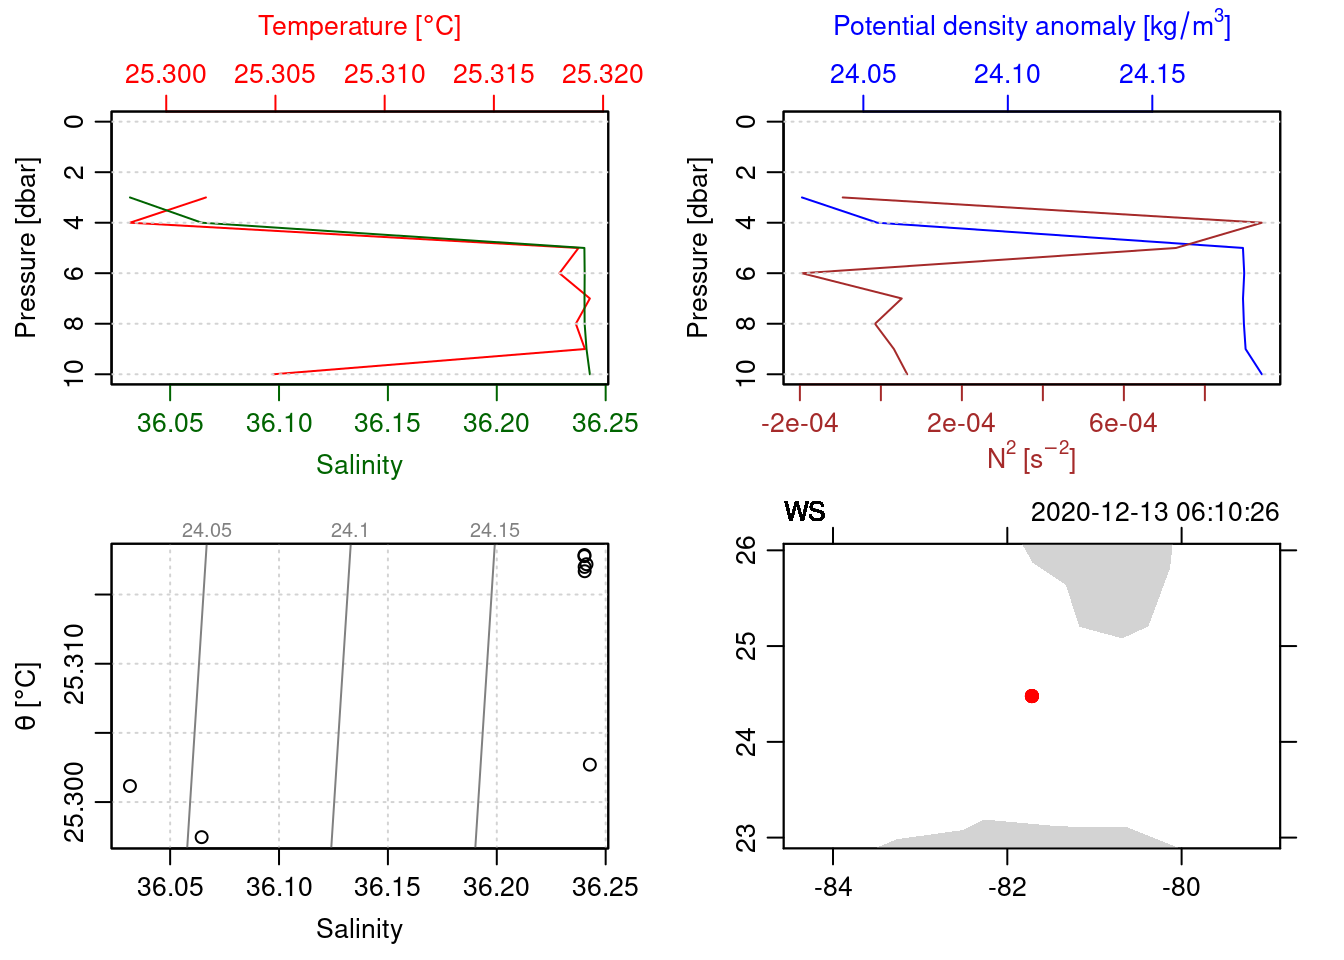 Temperature [°C]
25.300 25.305 25.310 25.315 25.320
Pressure [dbar]
0
2
4
6
8
10
36.05 36.10 36.15 36.20 36.25
Salinity
Potential density anomaly [kg/m³]
24.05 24.10 24.15
Pressure [dbar]
0
2
4
6
8
10
-2e-04 2e-04 6e-04
N² [s⁻²]
24.05 24.1 24.15
θ [°C]
25.310
25.300
36.05 36.10 36.15 36.20 36.25
Salinity
WS 2020-12-13 06:10:26
26
25
24
23
-84 -82 -80